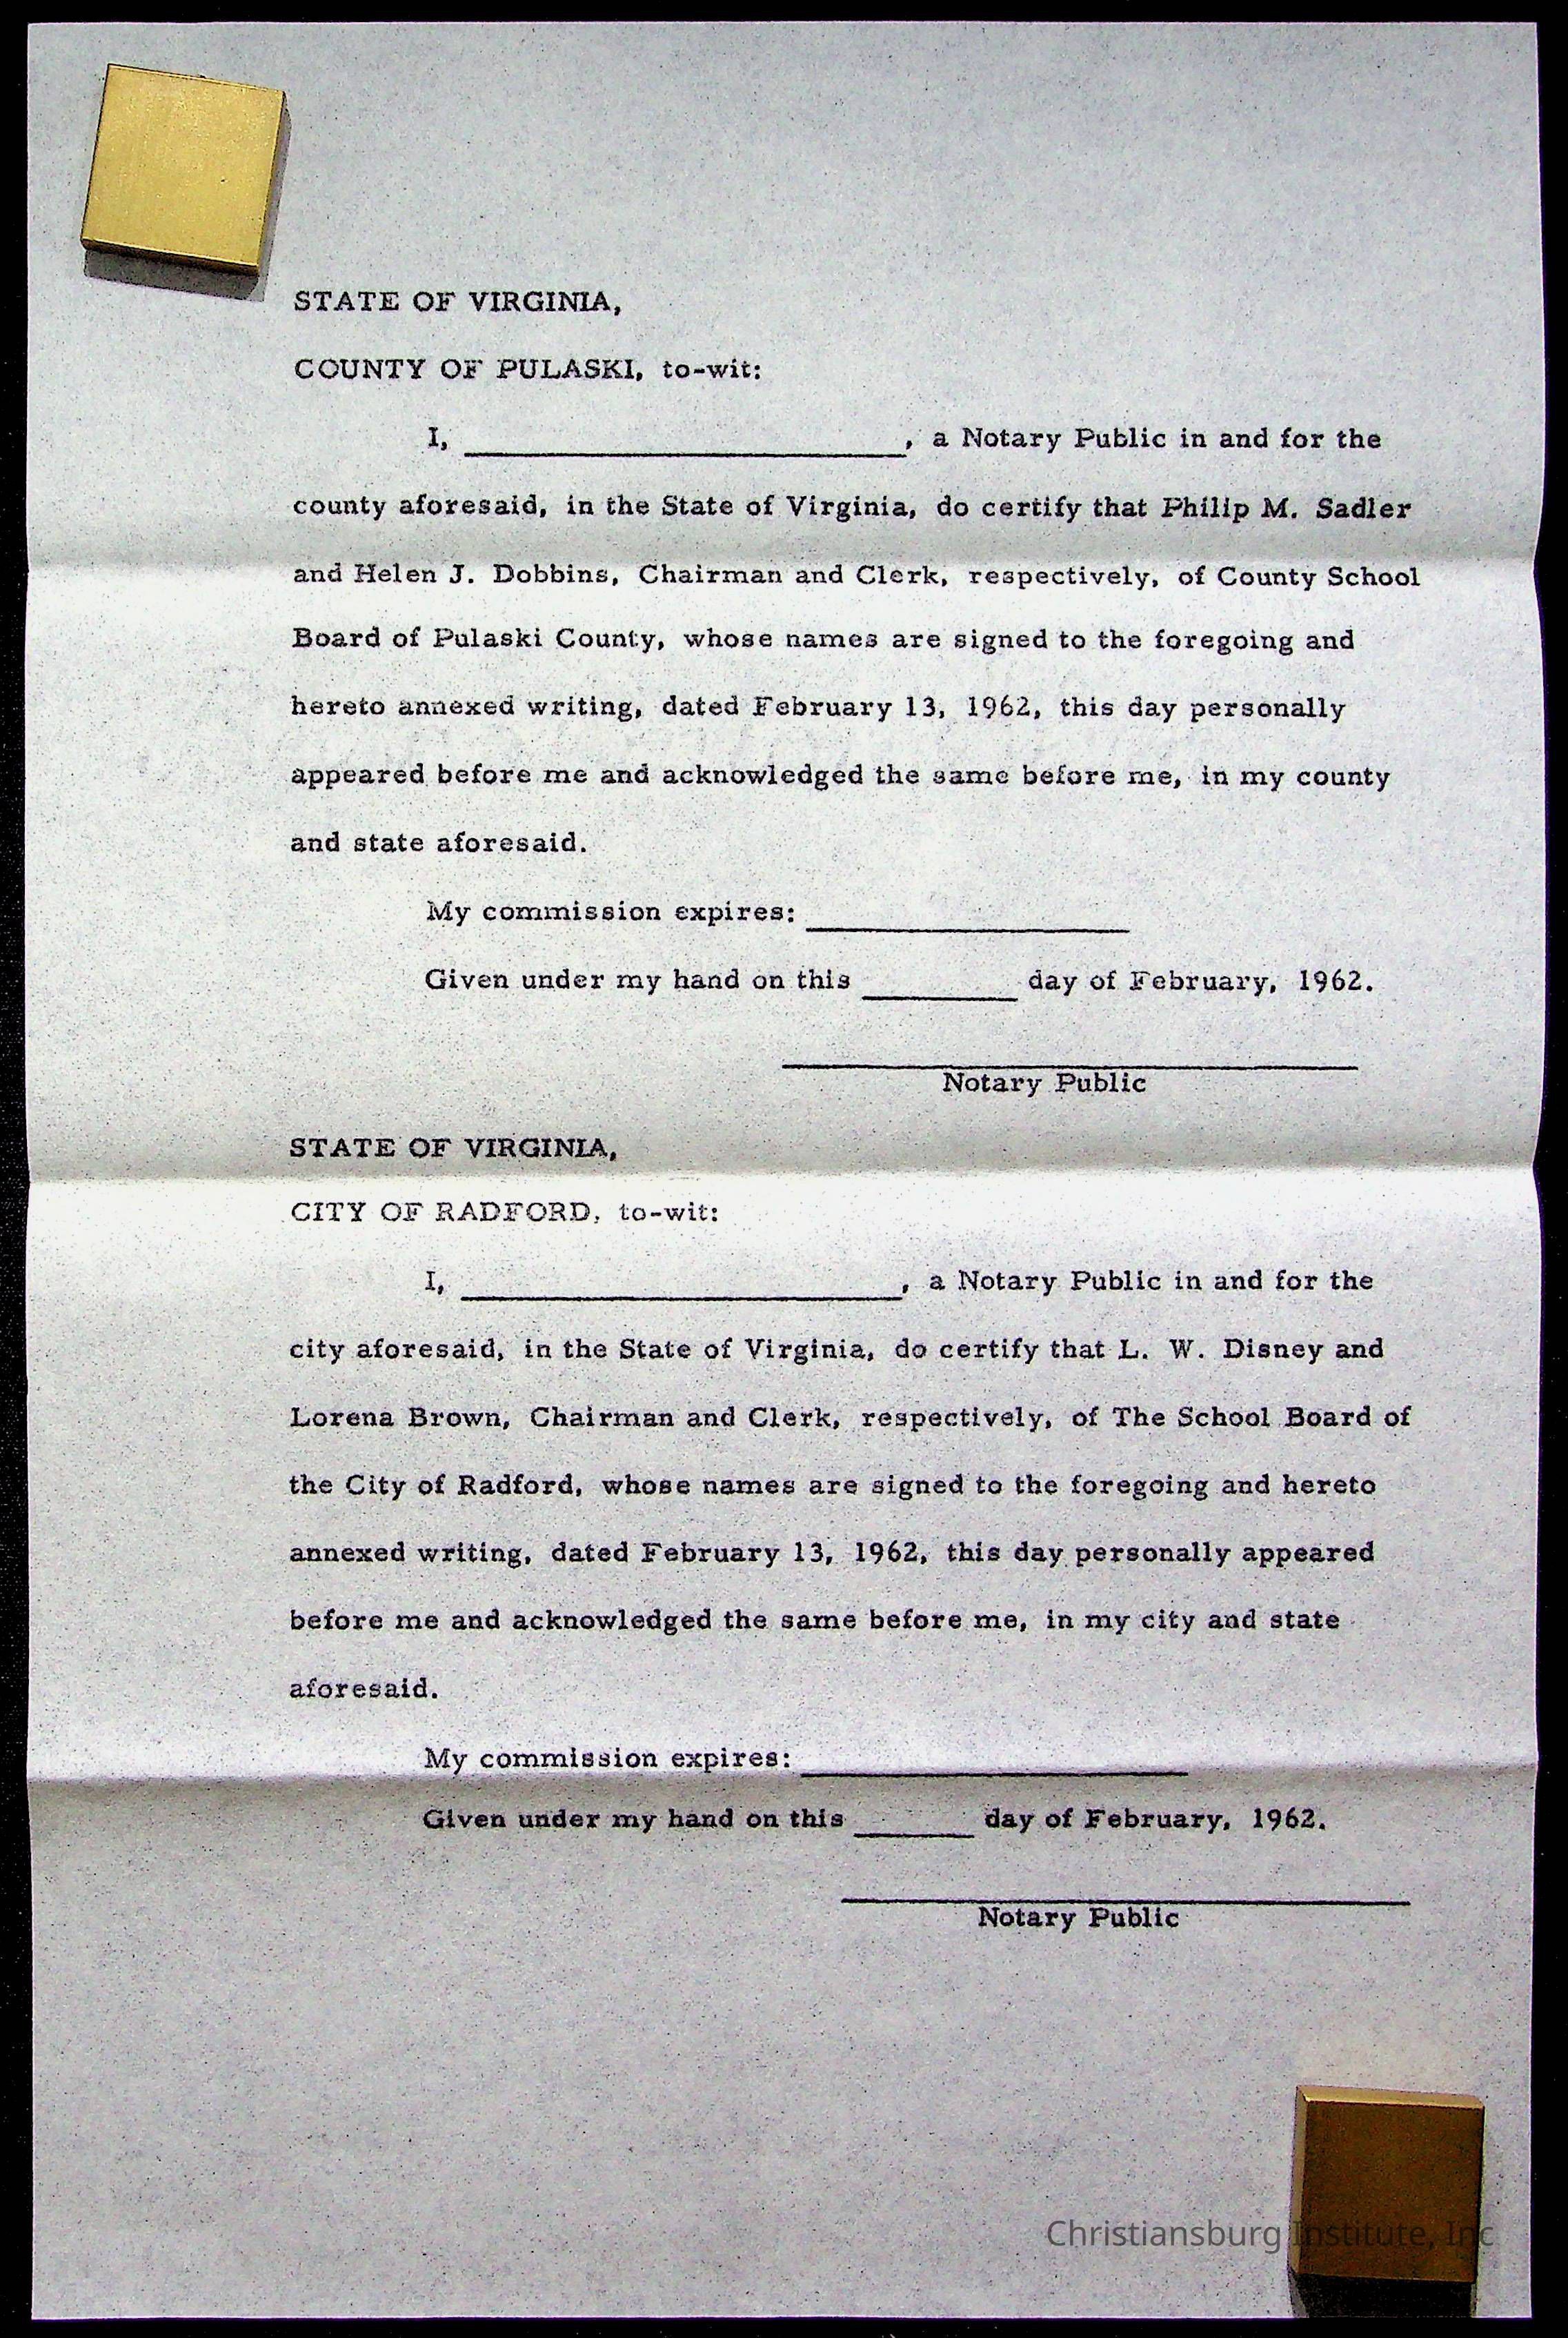 STATE OF VIRGINIA,
COUNTY OF PULASKI, to-wit:
I, ____________________, a Notary Public in and for the
county aforesaid, in the State of Virginia, do certify that Philip M. Sadler
and Helen J. Dobbins, Chairman and Clerk, respectively, of County School
Board of Pulaski County, whose names are signed to the foregoing and
hereto annexed writing, dated February 13, 1962, this day personally
appeared before me and acknowledged the same before me, in my county
and state aforesaid.
My commission expires: ______________
Given under my hand on this _______ day of February, 1962.
Notary Public
STATE OF VIRGINIA,
CITY OF RADFORD, to-wit:
I, ____________________, a Notary Public in and for the
city aforesaid, in the State of Virginia, do certify that L. W. Disney and
Lorena Brown, Chairman and Clerk, respectively, of The School Board of
the City of Radford, whose names are signed to the foregoing and hereto
annexed writing, dated February 13, 1962, this day personally appeared
before me and acknowledged the same before me, in my city and state
aforesaid.
My commission expires: _________________
Given under my hand on this _____ day of February, 1962.
Notary Public
Christiansburg Institute, Inc